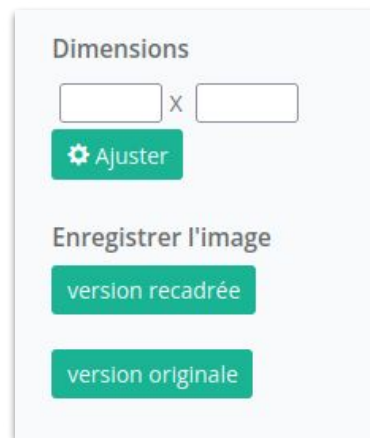 Dimensions
x
Ajuster
Enregistrer l'image
version recadrée
version originale